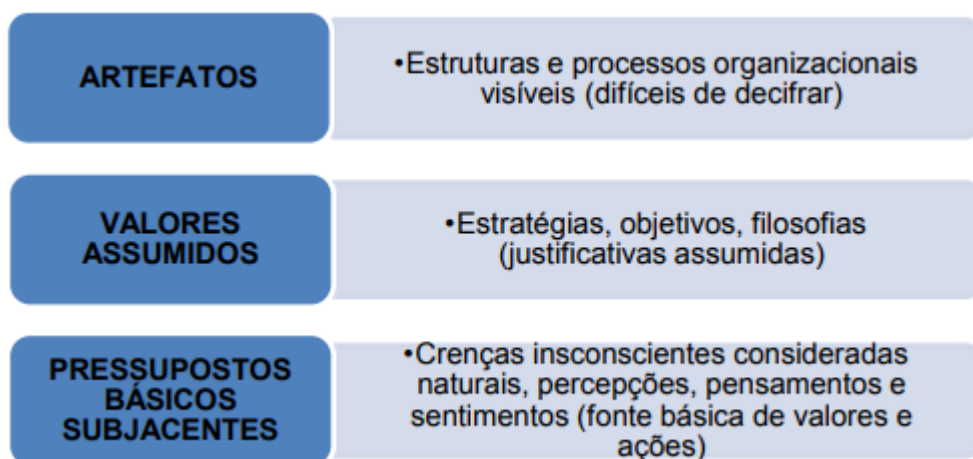 ARTEFATOS
•Estruturas e processos organizacionais
visíveis (difíceis de decifrar)
VALORES
ASSUMIDOS
•Estratégias, objetivos, filosofias
(justificativas assumidas)
PRESSUPOSTOS
BÁSICOS
SUBJACENTES
•Crenças insconscientes consideradas
naturais, percepções, pensamentos e
sentimentos (fonte básica de valores e
ações)